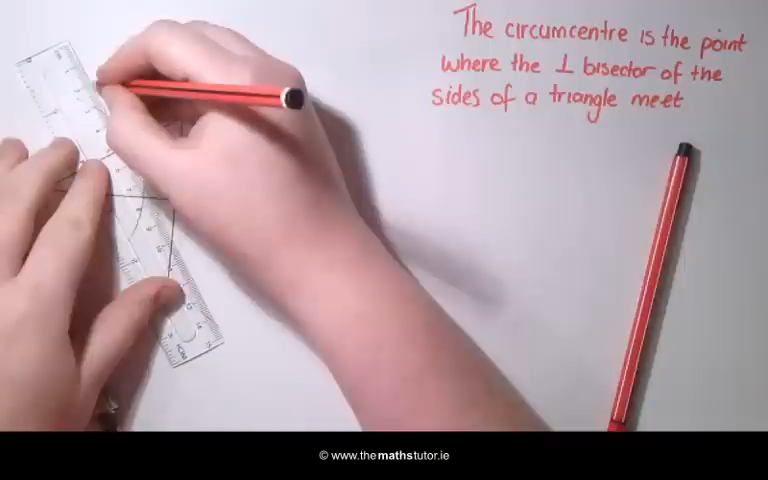 The circumcentre is the point
where the ⊥ bisector of the
sides of a triangle meet
© www.themathstutor.ie